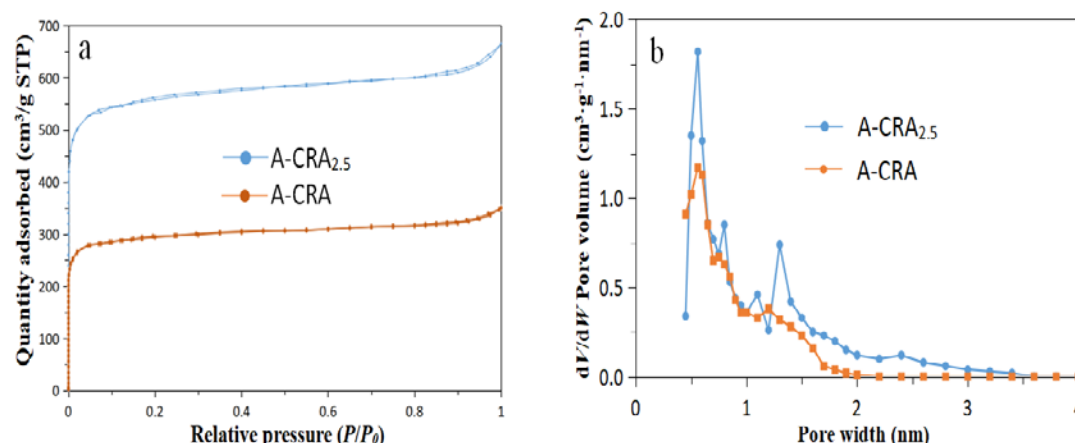 a
Quantity adsorbed (cm³/g STP)
700
600
500
400
300
200
100
0
A-CRA₂.₅
A-CRA
0
0.2
0.4
0.6
0.8
1
Relative pressure (P/P₀)
b
dV/dW Pore volume (cm³·g⁻¹·nm⁻¹)
2.0
1.5
1.0
0.5
0.0
A-CRA₂.₅
A-CRA
0
1
2
3
4
Pore width (nm)